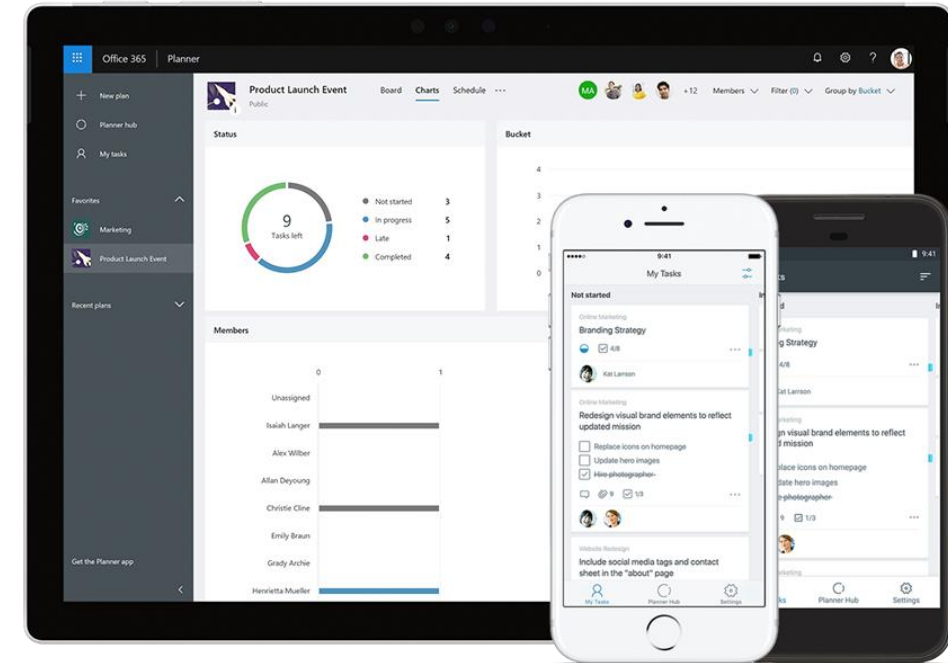 Office 365 Planner
New plan
Planner hub
My tasks
Favorites
Marketing
Product Launch Event
Recent plans
Get the Planner app
Product Launch Event
Public
Board Charts Schedule
MA +12 Members Filter (0) Group by Bucket
Status
9
Tasks left
Not started 3
In progress 5
Late 1
Completed 4
Bucket
4
3
2
1
0
Members
0 1
Unassigned
Isaiah Langer
Alex Wilber
Allan Deyoung
Christie Cline
Emily Braun
Grady Archie
Henrietta Mueller
9:41
My Tasks
Not started
Online Marketing
Branding Strategy
4/8
Kat Larrson
Online Marketing
Redesign visual brand elements to reflect
updated mission
Replace icons on homepage
Update hero images
Hire photographer
9 1/3
Website Redesign
Include social media tags and contact
sheet in the "about" page
My Tasks Planner Hub Settings
9:41
Strategy
4/8
Larrson
visual brand elements to reflect
mission
icons on homepage
hero images
photographer
9 1/3
Planner Hub Settings